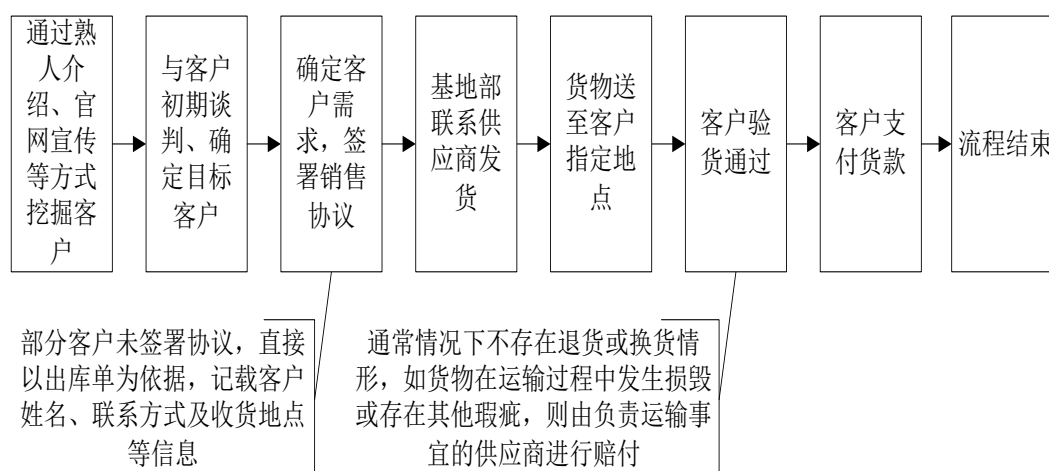 通过熟
人介
绍、官
网宣传
等方式
挖掘客
户
与客户
初期谈
判、确
定目标
客户
确定客
户需
求，签
署销售
协议
基地部
联系供
应商发
货
货物送
至客户
指定地
点
客户验
货通过
客户支
付货款
流程结束
部分客户未签署协议，直接
以出库单为依据，记载客户
姓名、联系方式及收货地点
等信息
通常情况下不存在退货或换货情
形，如货物在运输过程中发生损毁
或存在其他瑕疵，则由负责运输事
宜的供应商进行赔付